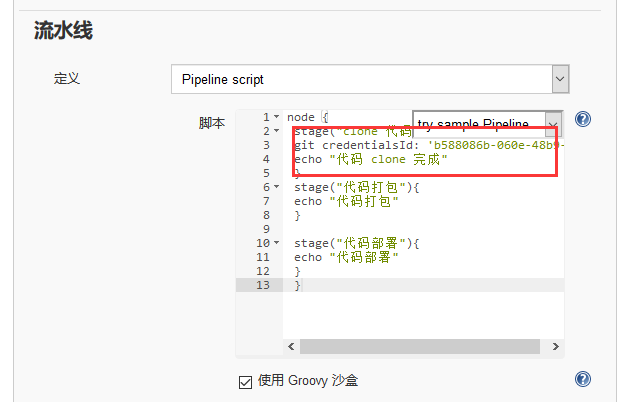 流水线
定义
Pipeline script
脚本
try sample Pipeline...
1 node {
2 stage("clone 代码
3 git credentialsId: 'b588086b-060e-48b9-
4 echo "代码 clone 完成"
5 }
6 stage("代码打包"){
7 echo "代码打包"
8 }
9
10 stage("代码部署"){
11 echo "代码部署"
12 }
13 }
使用 Groovy 沙盒